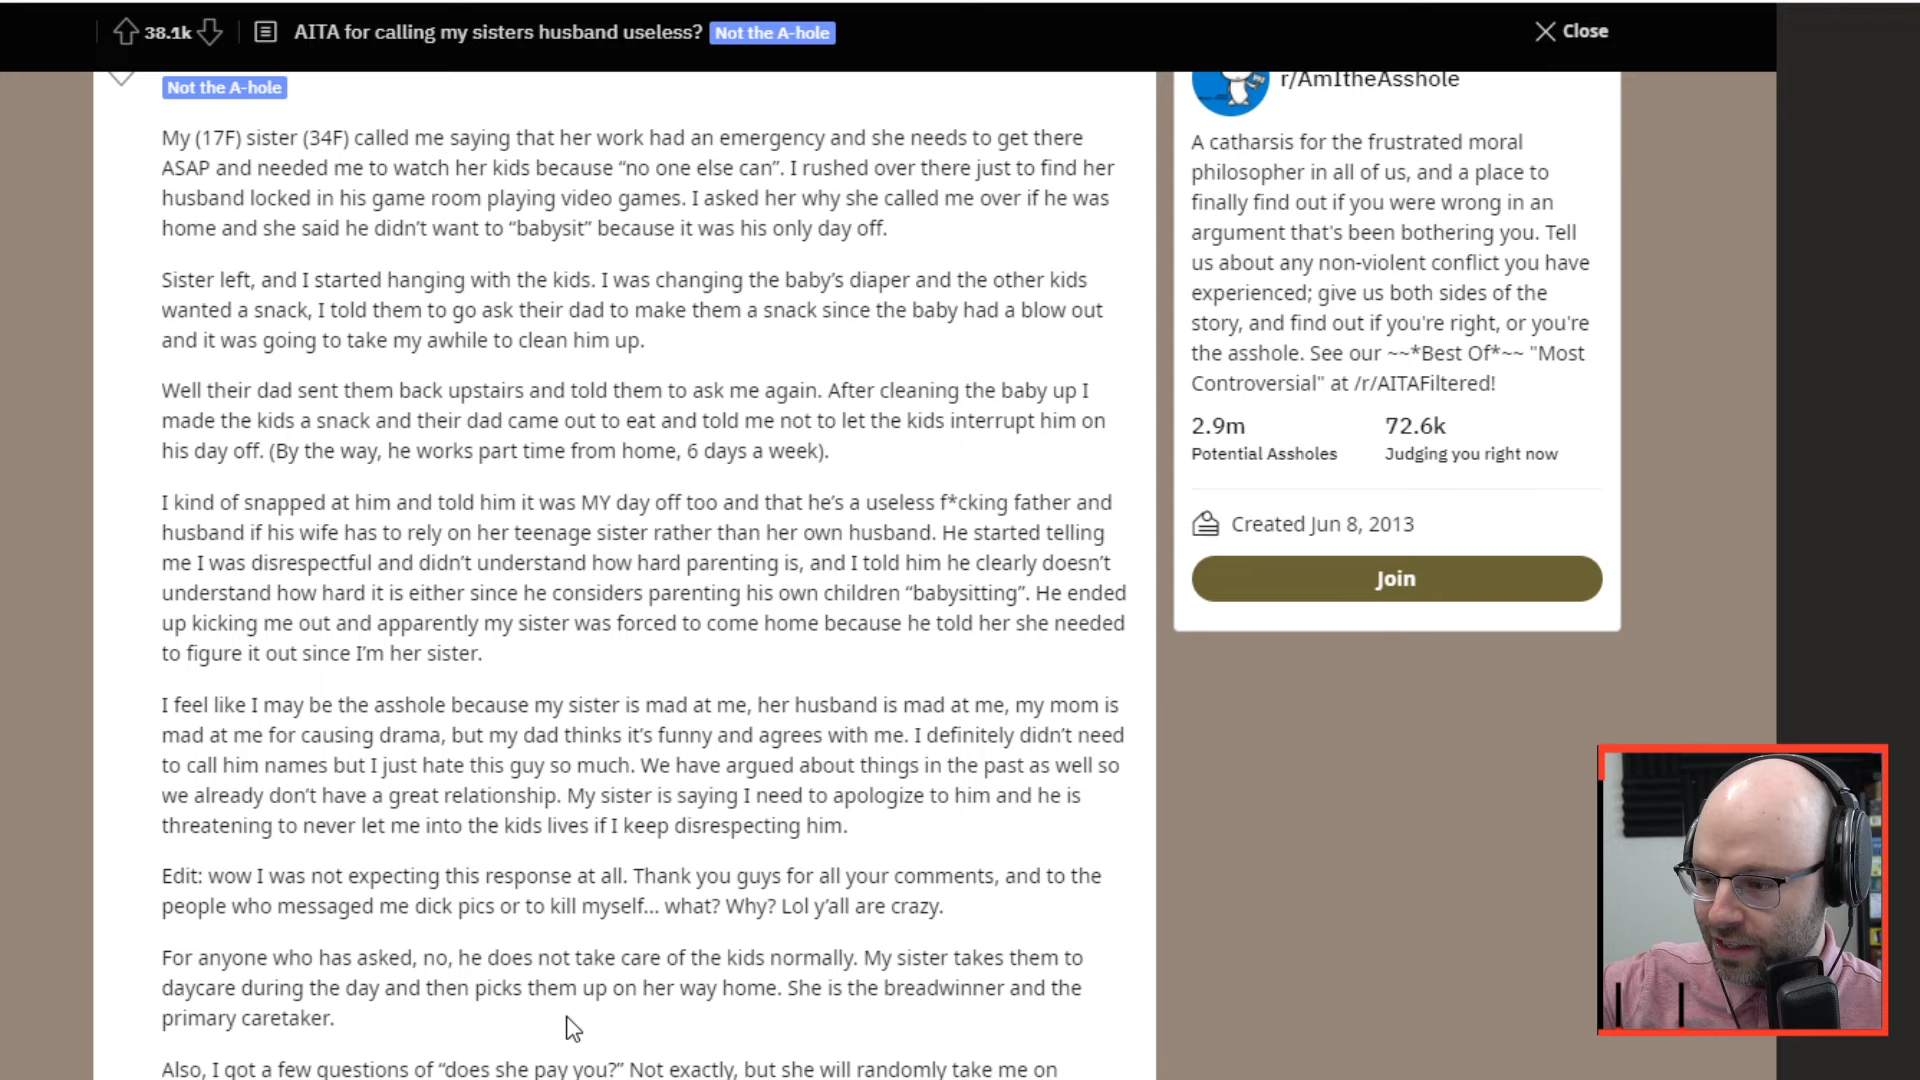 38.1k AITA for calling my sisters husband useless? Not the A-hole Close
Not the A-hole
My (17F) sister (34F) called me saying that her work had an emergency and she needs to get there
ASAP and needed me to watch her kids because “no one else can”. I rushed over there just to find her
husband locked in his game room playing video games. I asked her why she called me over if he was
home and she said he didn’t want to “babysit” because it was his only day off.
Sister left, and I started hanging with the kids. I was changing the baby’s diaper and the other kids
wanted a snack, I told them to go ask their dad to make them a snack since the baby had a blow out
and it was going to take my awhile to clean him up.
Well their dad sent them back upstairs and told them to ask me again. After cleaning the baby up I
made the kids a snack and their dad came out to eat and told me not to let the kids interrupt him on
his day off. (By the way, he works part time from home, 6 days a week).
I kind of snapped at him and told him it was MY day off too and that he’s a useless f*cking father and
husband if his wife has to rely on her teenage sister rather than her own husband. He started telling
me I was disrespectful and didn’t understand how hard parenting is, and I told him he clearly doesn’t
understand how hard it is either since he considers parenting his own children “babysitting”. He ended
up kicking me out and apparently my sister was forced to come home because he told her she needed
to figure it out since I’m her sister.
I feel like I may be the asshole because my sister is mad at me, her husband is mad at me, my mom is
mad at me for causing drama, but my dad thinks it’s funny and agrees with me. I definitely didn’t need
to call him names but I just hate this guy so much. We have argued about things in the past as well so
we already don’t have a great relationship. My sister is saying I need to apologize to him and he is
threatening to never let me into the kids lives if I keep disrespecting him.
Edit: wow I was not expecting this response at all. Thank you guys for all your comments, and to the
people who messaged me dick pics or to kill myself... what? Why? Lol y’all are crazy.
For anyone who has asked, no, he does not take care of the kids normally. My sister takes them to
daycare during the day and then picks them up on her way home. She is the breadwinner and the
primary caretaker.
Also, I got a few questions of “does she pay you?” Not exactly, but she will randomly take me on
r/AmItheAsshole
A catharsis for the frustrated moral
philosopher in all of us, and a place to
finally find out if you were wrong in an
argument that's been bothering you. Tell
us about any non-violent conflict you have
experienced; give us both sides of the
story, and find out if you're right, or you're
the asshole. See our ~~*Best Of*~~ "Most
Controversial" at /r/AITAFiltered!
2.9m 72.6k
Potential Assholes Judging you right now
Created Jun 8, 2013
Join